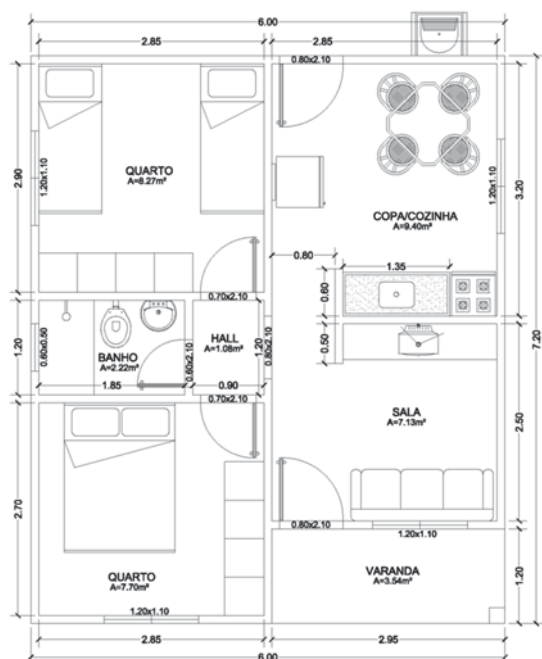 6.00
2.85
2.85
0.80x2.10
2.90
1.20x1.10
QUARTO
A=8.27m²
COPA/COZINHA
A=9.40m²
1.20x1.10
3.20
0.80
1.35
0.60
0.70x2.10
7.20
1.20
0.60x0.50
BANHO
A=2.22m²
1.85
0.60x2.10
HALL
A=1.08m²
1.20
0.90
0.80x2.10
0.50
0.70x2.10
SALA
A=7.13m²
2.50
2.70
0.80x2.10
1.20x1.10
QUARTO
A=7.70m²
1.20x1.10
VARANDA
A=3.54m²
1.20
2.85
2.95
6.00